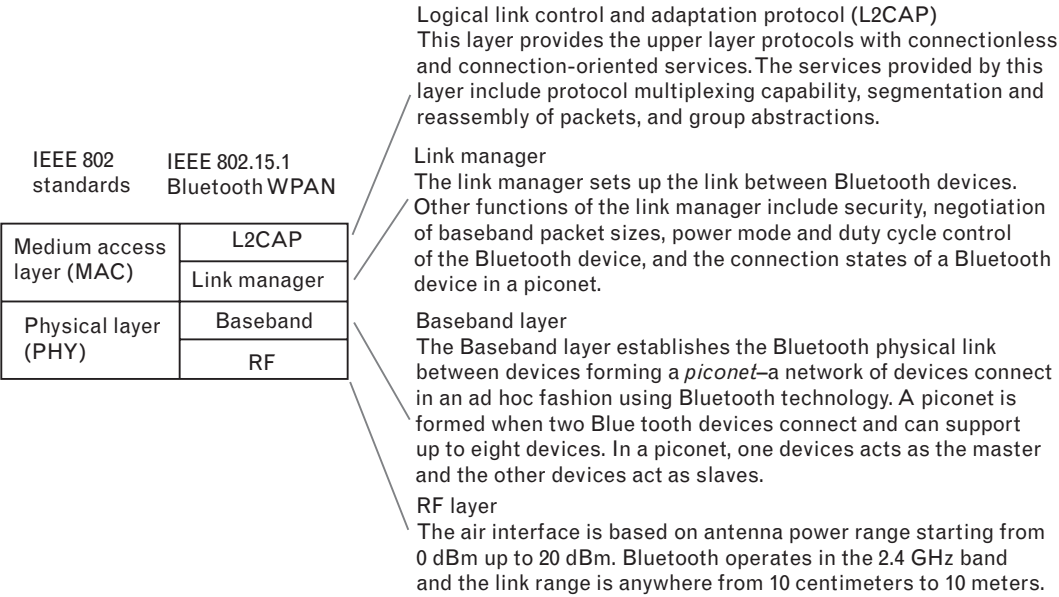 Logical link control and adaptation protocol (L2CAP)
This layer provides the upper layer protocols with connectionless
and connection-oriented services. The services provided by this
layer include protocol multiplexing capability, segmentation and
reassembly of packets, and group abstractions.
IEEE 802
standards
IEEE 802.15.1
Bluetooth WPAN
Medium access
layer (MAC)
L2CAP
Link manager
Physical layer
(PHY)
Baseband
RF
Link manager
The link manager sets up the link between Bluetooth devices.
Other functions of the link manager include security, negotiation
of baseband packet sizes, power mode and duty cycle control
of the Bluetooth device, and the connection states of a Bluetooth
device in a piconet.
Baseband layer
The Baseband layer establishes the Bluetooth physical link
between devices forming a piconet–a network of devices connect
in an ad hoc fashion using Bluetooth technology. A piconet is
formed when two Blue tooth devices connect and can support
up to eight devices. In a piconet, one devices acts as the master
and the other devices act as slaves.
RF layer
The air interface is based on antenna power range starting from
0 dBm up to 20 dBm. Bluetooth operates in the 2.4 GHz band
and the link range is anywhere from 10 centimeters to 10 meters.